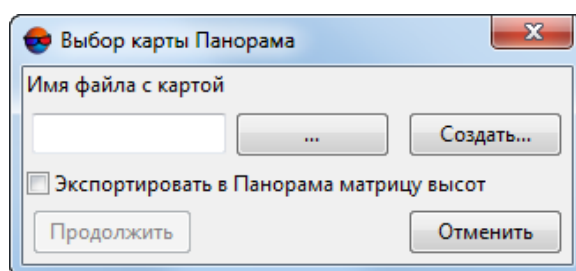 Выбор карты Панорама
Имя файла с картой
... Создать...
Экспортировать в Панорама матрицу высот
Продолжить Отменить